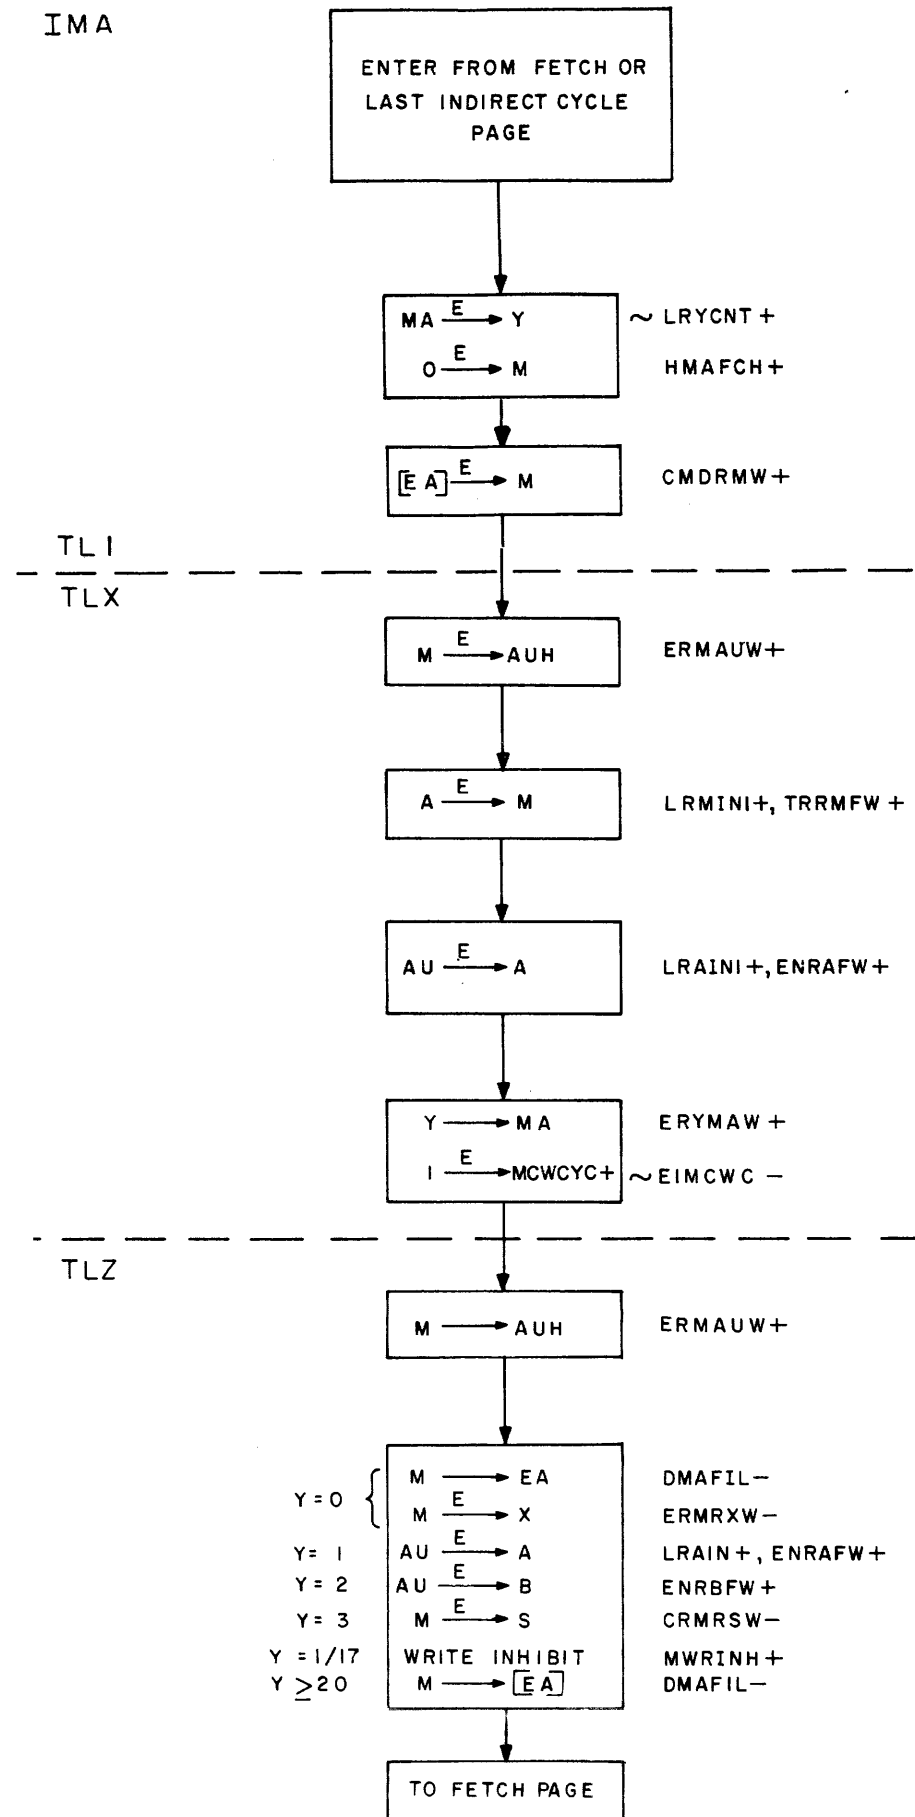 IMA
ENTER FROM FETCH OR
LAST INDIRECT CYCLE
PAGE
MA E Y ~ LRYCNT+
O E M HMAFCH+
[EA] E M CMDRMW+
TLI
TLX
M E AUH ERMAUW+
A E M LRMINI+, TRRMFW+
AU E A LRAINI+, ENRAFW+
Y MA ERYMAW+
I E MCWCYC+ ~EIMCWC-
TLZ
M AUH ERMAUW+
M EA DMAFIL-
Y=0
M E X ERMRXW-
Y= 1 AU E A LRAIN+, ENRAFW+
Y= 2 AU E B ENRBFW+
Y= 3 M E S CRMRSW-
Y =1/17 WRITE INHIBIT MWRINH+
Y ≥20 M [EA] DMAFIL-
TO FETCH PAGE